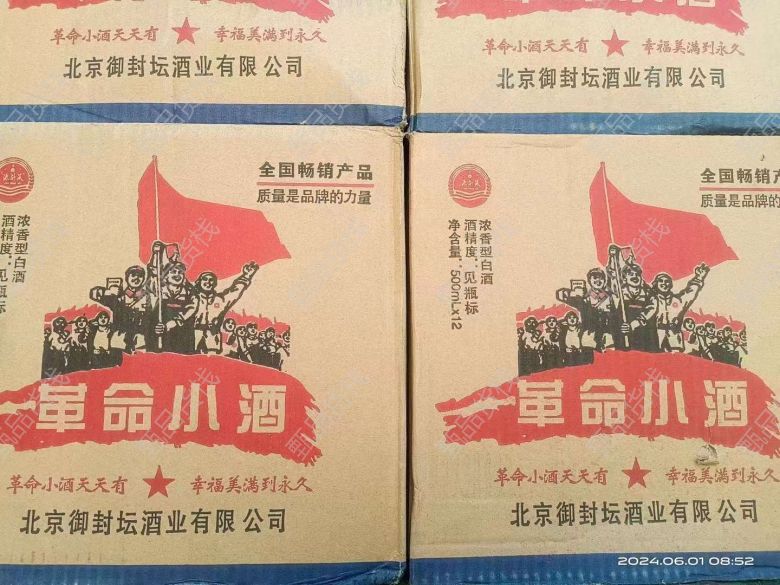 革命小酒天天有 ★ 幸福美满到永久
北京御封坛酒业有限公司
革命小酒天天有 ★ 幸福美满到永久
北京御封坛酒业有限公司
全国畅销产品
质量是品牌的力量
浓香型白酒
酒精度：见瓶标
革命小酒
革命小酒天天有 ★ 幸福美满到永久
北京御封坛酒业有限公司
全国畅销产
质量是品牌的
浓香型白酒
酒精度：见瓶标
净含量：500mLx12
革命小酒
革命小酒天天有 ★ 幸福美满到永久
北京御封坛酒业有限公司
2024.06.01 08:52